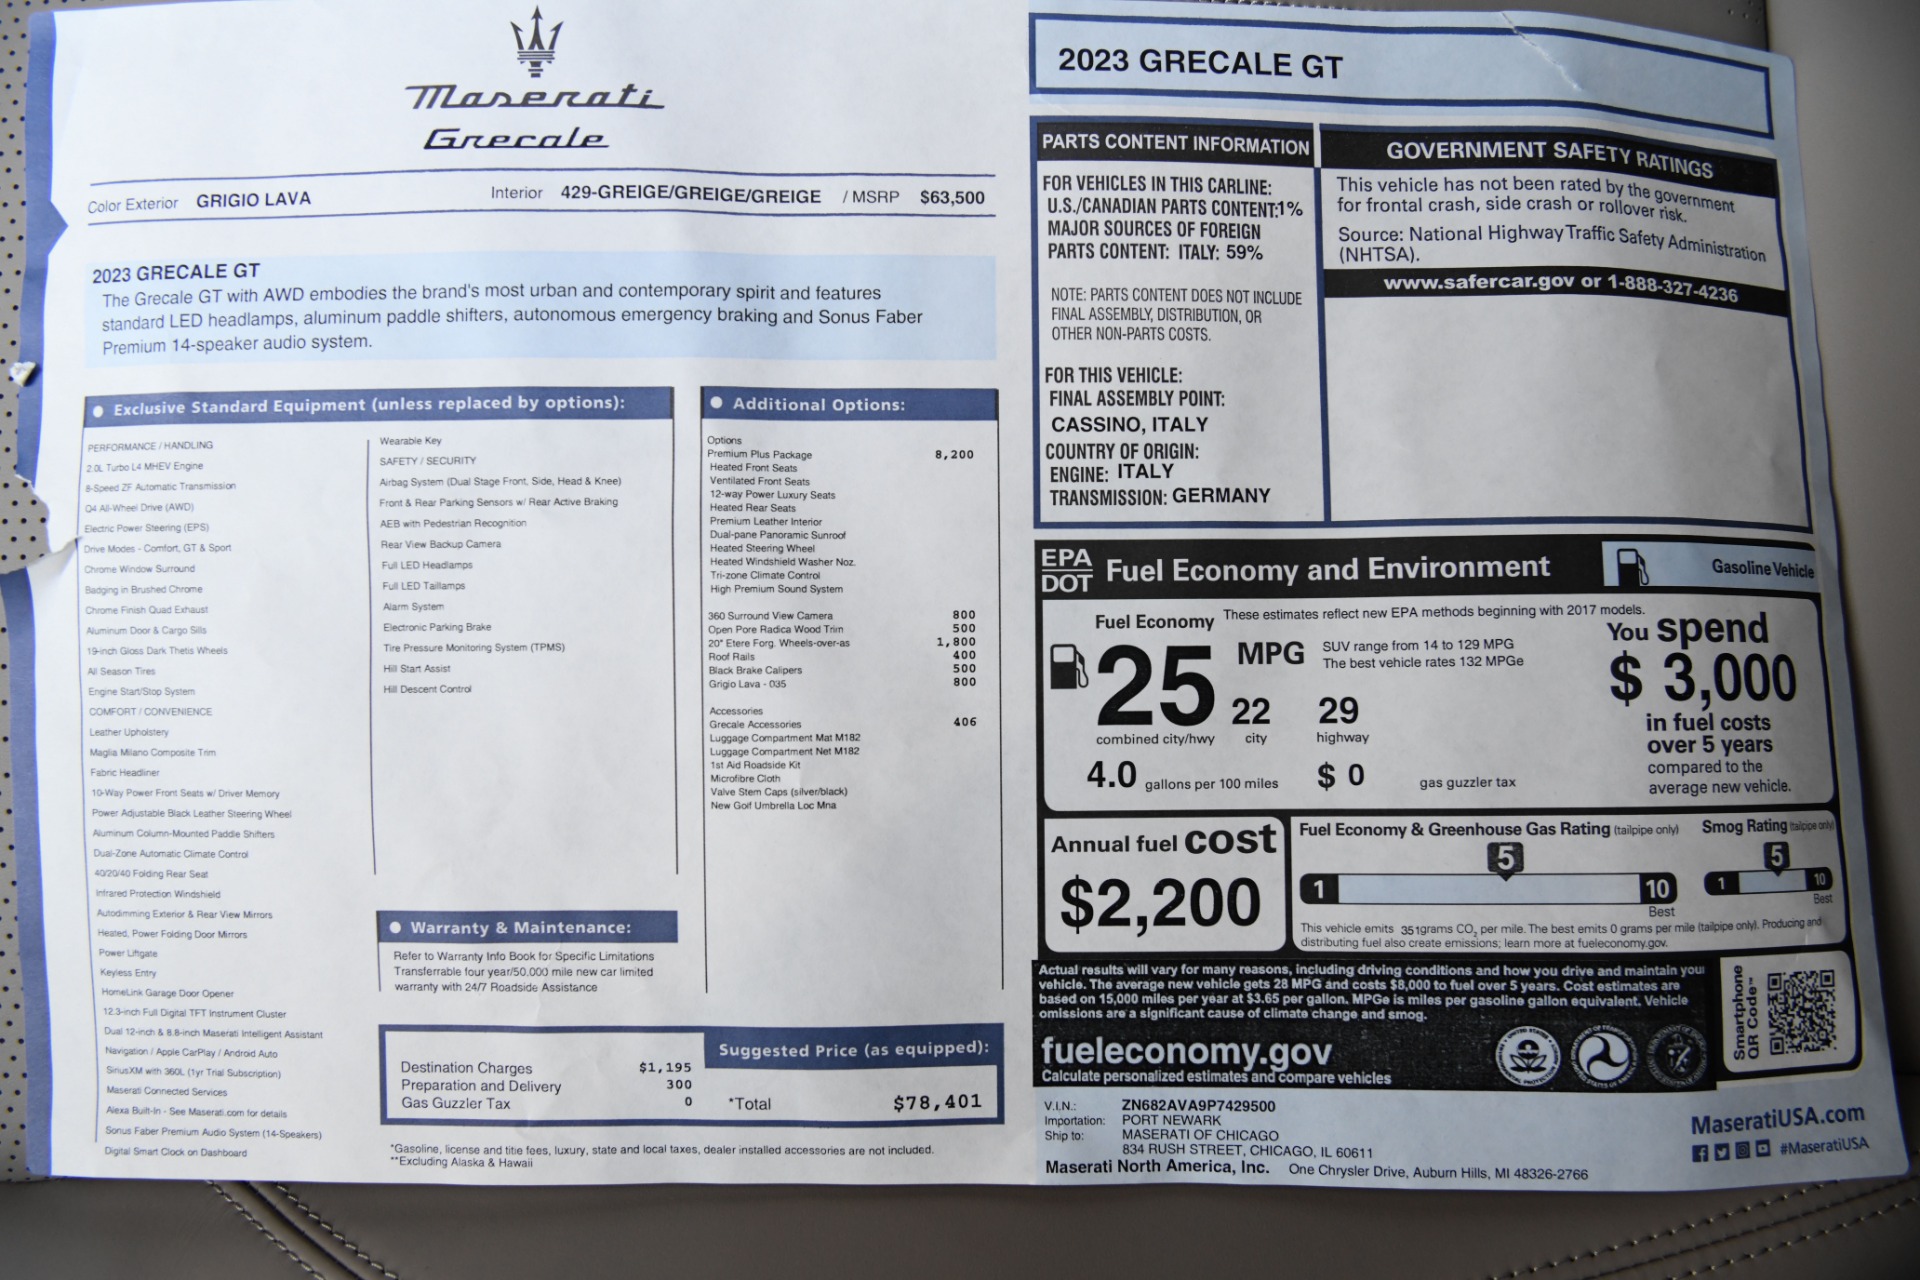 Maserati
Grecale
Color Exterior GRIGIO LAVA Interior 429-GREIGE/GREIGE/GREIGE / MSRP $63,500
2023 GRECALE GT
The Grecale GT with AWD embodies the brand's most urban and contemporary spirit and features
standard LED headlamps, aluminum paddle shifters, autonomous emergency braking and Sonus Faber
Premium 14-speaker audio system.
Exclusive Standard Equipment (unless replaced by options):
PERFORMANCE / HANDLING
2.0L Turbo L4 MHEV Engine
8-Speed ZF Automatic Transmission
Q4 All-Wheel Drive (AWD)
Electric Power Steering (EPS)
Drive Modes - Comfort, GT & Sport
Chrome Window Surround
Badging in Brushed Chrome
Chrome Finish Quad Exhaust
Aluminum Door & Cargo Sills
19-inch Gloss Dark Thetis Wheels
All Season Tires
Engine Start/Stop System
COMFORT / CONVENIENCE
Leather Upholstery
Maglia Milano Composite Trim
Fabric Headliner
10-Way Power Front Seats w/ Driver Memory
Power Adjustable Black Leather Steering Wheel
Aluminum Column-Mounted Paddle Shifters
Dual-Zone Automatic Climate Control
40/20/40 Folding Rear Seat
Infrared Protection Windshield
Autodimming Exterior & Rear View Mirrors
Heated, Power Folding Door Mirrors
Power Liftgate
Keyless Entry
HomeLink Garage Door Opener
12.3-inch Full Digital TFT Instrument Cluster
Dual 12-inch & 8.8-inch Maserati Intelligent Assistant
Navigation / Apple CarPlay / Android Auto
SiriusXM with 360L (1yr Trial Subscription)
Maserati Connected Services
Alexa Built-In - See Maserati.com for details
Sonus Faber Premium Audio System (14-Speakers)
Digital Smart Clock on Dashboard
Wearable Key
SAFETY / SECURITY
Airbag System (Dual Stage Front, Side, Head & Knee)
Front & Rear Parking Sensors w/ Rear Active Braking
AEB with Pedestrian Recognition
Rear View Backup Camera
Full LED Headlamps
Full LED Taillamps
Alarm System
Electronic Parking Brake
Tire Pressure Monitoring System (TPMS)
Hill Start Assist
Hill Descent Control
Warranty & Maintenance:
Refer to Warranty Info Book for Specific Limitations
Transferrable four year/50,000 mile new car limited
warranty with 24/7 Roadside Assistance
Additional Options:
Options
Premium Plus Package 8,200
Heated Front Seats
Ventilated Front Seats
12-way Power Luxury Seats
Heated Rear Seats
Premium Leather Interior
Dual-pane Panoramic Sunroof
Heated Steering Wheel
Heated Windshield Washer Noz.
Tri-zone Climate Control
High Premium Sound System
360 Surround View Camera 800
Open Pore Radica Wood Trim 500
20" Etere Forg. Wheels-over-as 1,800
Roof Rails 400
Black Brake Calipers 500
Grigio Lava - 035 800
Accessories
Grecale Accessories 406
Luggage Compartment Mat M182
Luggage Compartment Net M182
1st Aid Roadside Kit
Microfibre Cloth
Valve Stem Caps (silver/black)
New Golf Umbrella Loc Mna
Destination Charges $1,195
Preparation and Delivery 300
Gas Guzzler Tax 0
Suggested Price (as equipped):
*Total $78,401
*Gasoline, license and title fees, luxury, state and local taxes, dealer installed accessories are not included.
**Excluding Alaska & Hawaii
2023 GRECALE GT
PARTS CONTENT INFORMATION
FOR VEHICLES IN THIS CARLINE:
U.S./CANADIAN PARTS CONTENT:1%
MAJOR SOURCES OF FOREIGN
PARTS CONTENT: ITALY: 59%
NOTE: PARTS CONTENT DOES NOT INCLUDE
FINAL ASSEMBLY, DISTRIBUTION, OR
OTHER NON-PARTS COSTS.
FOR THIS VEHICLE:
FINAL ASSEMBLY POINT:
CASSINO, ITALY
COUNTRY OF ORIGIN:
ENGINE: ITALY
TRANSMISSION: GERMANY
GOVERNMENT SAFETY RATINGS
This vehicle has not been rated by the government
for frontal crash, side crash or rollover risk.
Source: National Highway Traffic Safety Administration
(NHTSA).
www.safercar.gov or 1-888-327-4236
EPA
DOT
Fuel Economy and Environment
Gasoline Vehicle
Fuel Economy
These estimates reflect new EPA methods beginning with 2017 models.
25 MPG
combined city/hwy
22
city
29
highway
SUV range from 14 to 129 MPG
The best vehicle rates 132 MPGe
4.0 gallons per 100 miles
$ 0 gas guzzler tax
You spend
$ 3,000
in fuel costs
over 5 years
compared to the
average new vehicle.
Annual fuel cost
$2,200
Fuel Economy & Greenhouse Gas Rating (tailpipe only)
5
1 10
Best
Smog Rating (tailpipe only)
5
1 10
Best
This vehicle emits 351grams CO2 per mile. The best emits 0 grams per mile (tailpipe only). Producing and
distributing fuel also create emissions; learn more at fueleconomy.gov.
Actual results will vary for many reasons, including driving conditions and how you drive and maintain your
vehicle. The average new vehicle gets 28 MPG and costs $8,000 to fuel over 5 years. Cost estimates are
based on 15,000 miles per year at $3.65 per gallon. MPGe is miles per gasoline gallon equivalent. Vehicle
omissions are a significant cause of climate change and smog.
fueleconomy.gov
Calculate personalized estimates and compare vehicles
Smartphone
QR Code™
V.I.N.: ZN682AVA9P7429500
Importation: PORT NEWARK
Ship to: MASERATI OF CHICAGO
834 RUSH STREET, CHICAGO, IL 60611
Maserati North America, Inc. One Chrysler Drive, Auburn Hills, MI 48326-2766
MaseratiUSA.com
#MaseratiUSA